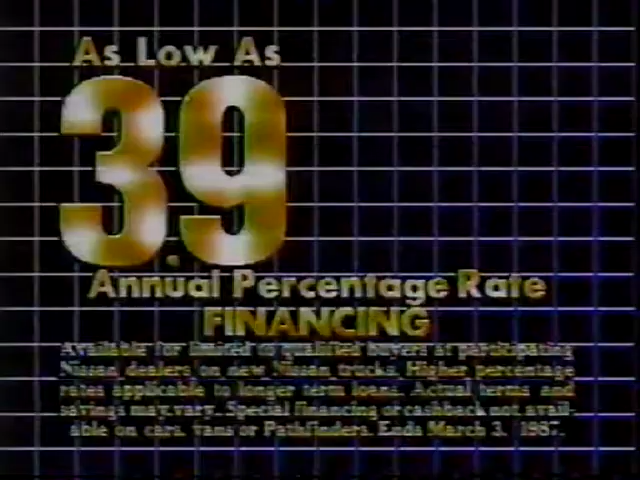 As Low As
3.9
Annual Percentage Rate
FINANCING
Available for limited to qualified buyers at participating
Nissan dealers on new Nissan trucks. Higher percentage
rates applicable to longer term loans. Actual terms and
savings may vary. Special financing or cashback not avail-
able on cars, vans or Pathfinders. Ends March 3, 1987.